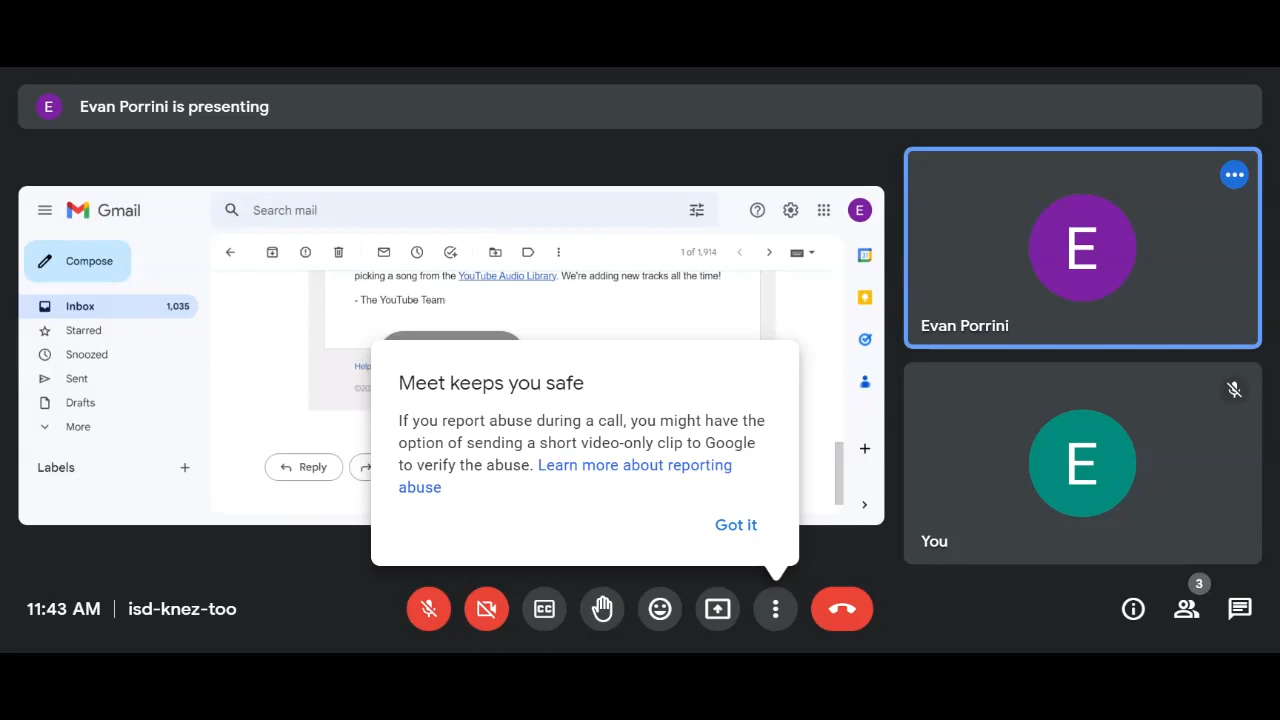 E
Evan Porrini is presenting
Gmail
Search mail
E
Compose
1 of 1,914
Inbox 1,035
Starred
Snoozed
Sent
Drafts
More
Labels
picking a song from the YouTube Audio Library. We're adding new tracks all the time!
- The YouTube Team
Help
©20
Reply
Meet keeps you safe
If you report abuse during a call, you might have the
option of sending a short video-only clip to Google
to verify the abuse. Learn more about reporting
abuse
Got it
E
Evan Porrini
E
You
11:43 AM
isd-knez-too
CC
3